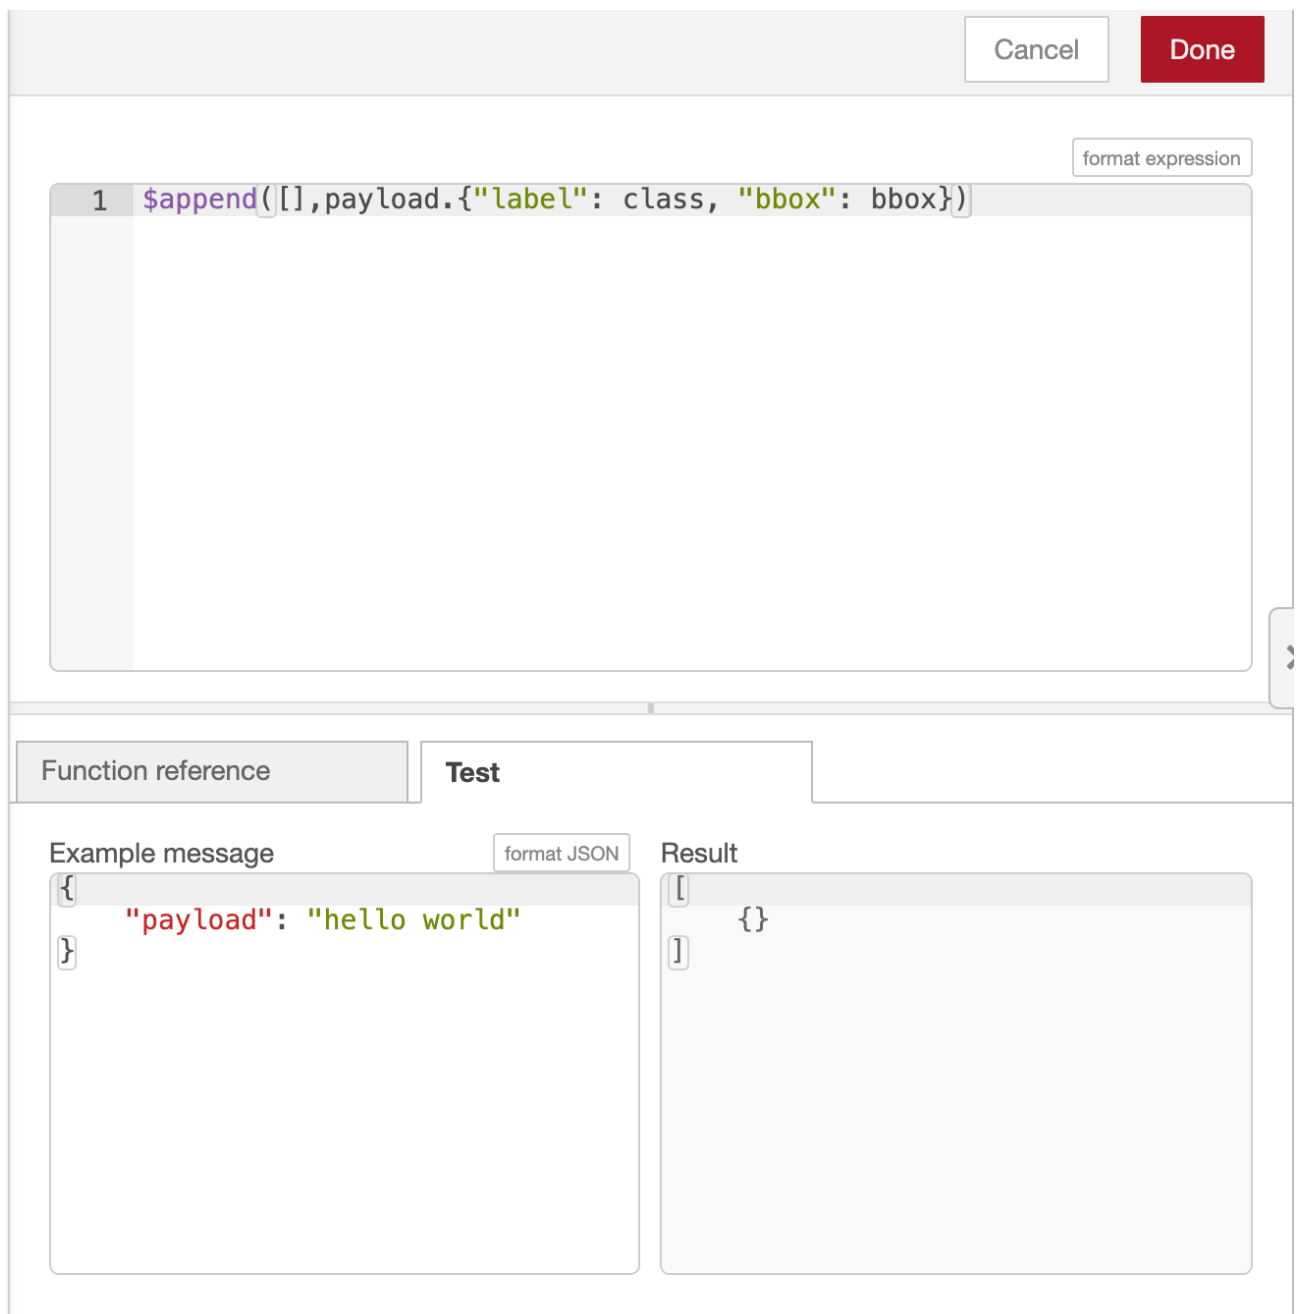 Cancel Done
format expression
1 $append([],payload.{"label": class, "bbox": bbox})
Function reference Test
Example message format JSON Result
{
"payload": "hello world"
}
[
{}
]